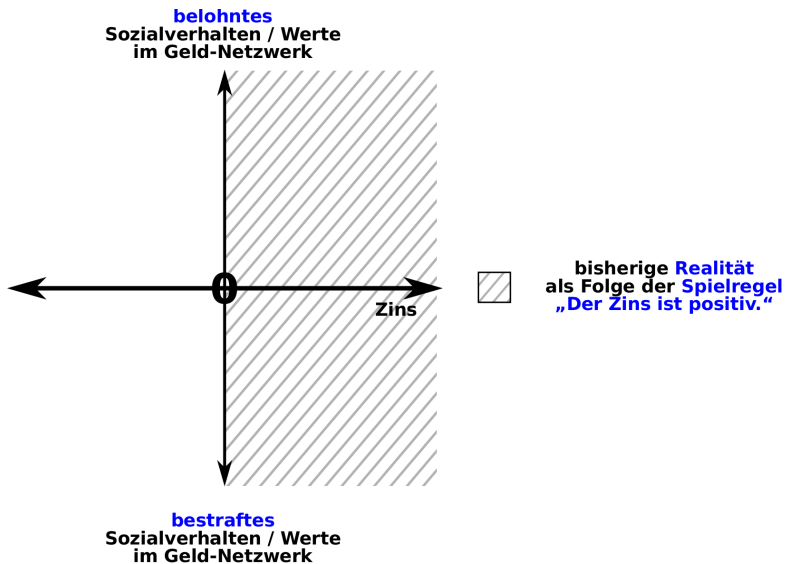 belohntes
Sozialverhalten / Werte
im Geld-Netzwerk
0
Zins
bisherige Realität
als Folge der Spielregel
„Der Zins ist positiv.“
bestraftes
Sozialverhalten / Werte
im Geld-Netzwerk